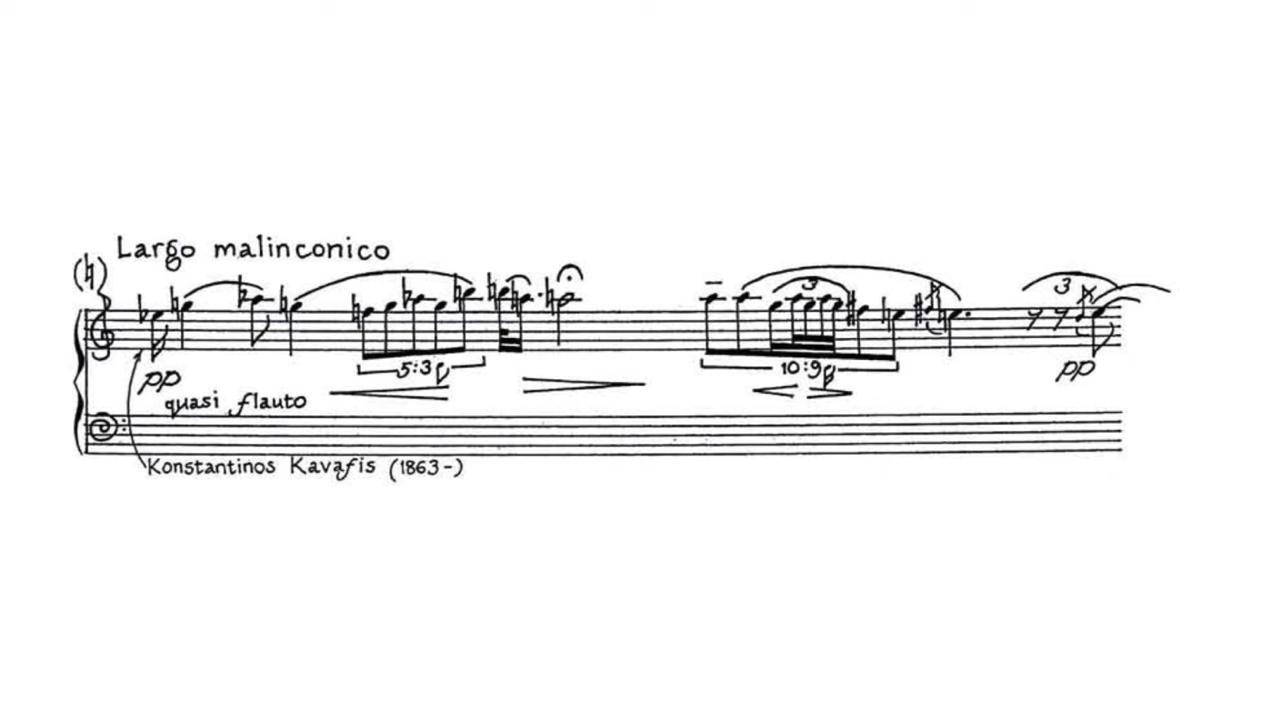 Largo malinconico
(♮)
3
3
5:3
10:9
pp
pp
quasi flauto
Konstantinos Kavafis (1863-)